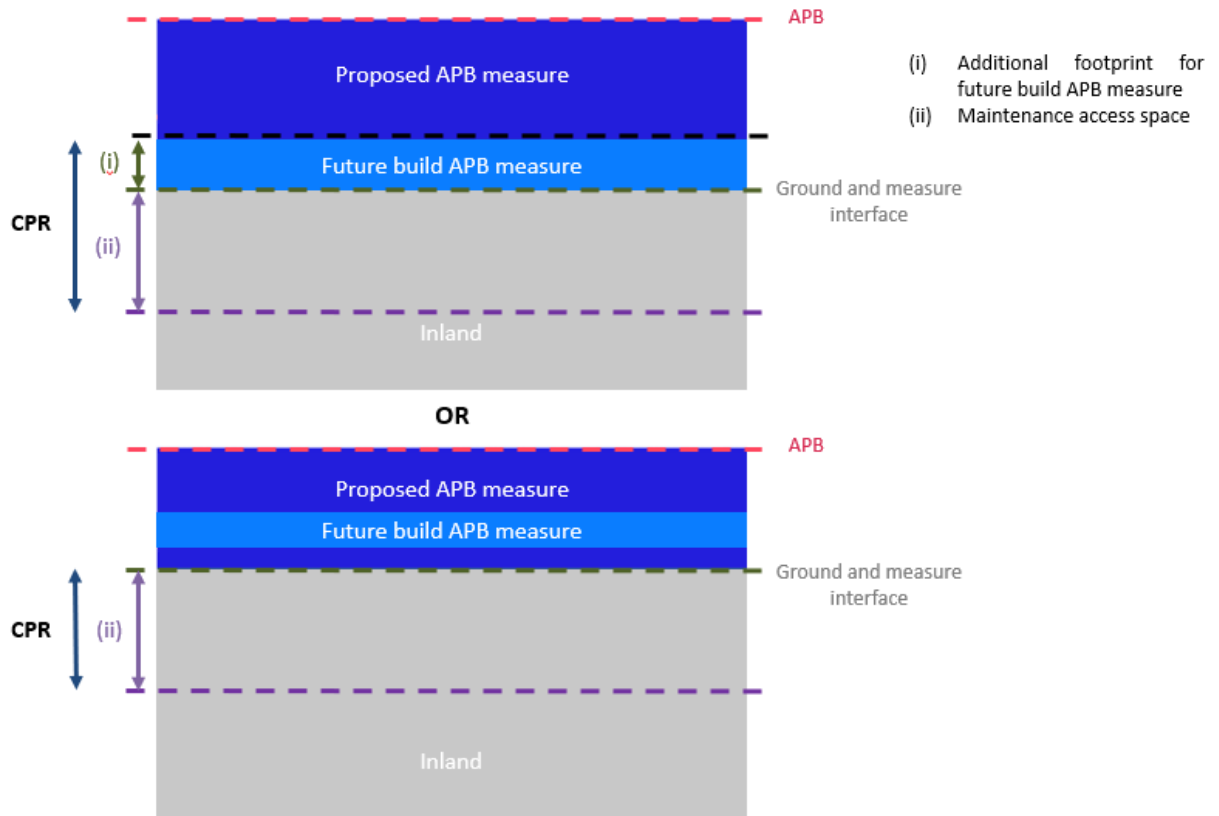 APB
Proposed APB measure
(i) Additional footprint for
future build APB measure
(ii) Maintenance access space
(i)
Future build APB measure
Ground and measure
interface
CPR
(ii)
Inland
OR
APB
Proposed APB measure
Future build APB measure
Ground and measure
interface
CPR
(ii)
Inland